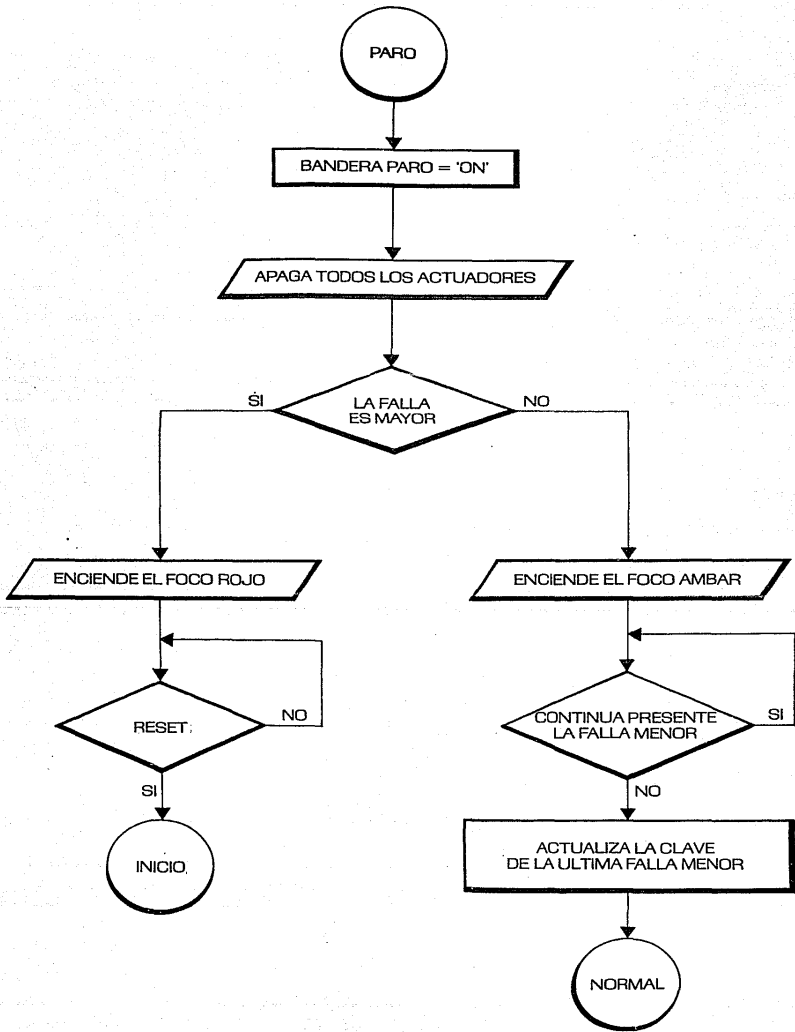 PARO
BANDERA PARO = 'ON'
APAGA TODOS LOS ACTUADORES
SI
LA FALLA
ES MAYOR
NO
ENCIENDE EL FOCO ROJO
ENCIENDE EL FOCO AMBAR
RESET
NO
CONTINUA PRESENTE
LA FALLA MENOR
SI
SI
NO
INICIO
ACTUALIZA LA CLAVE
DE LA ULTIMA FALLA MENOR
NORMAL